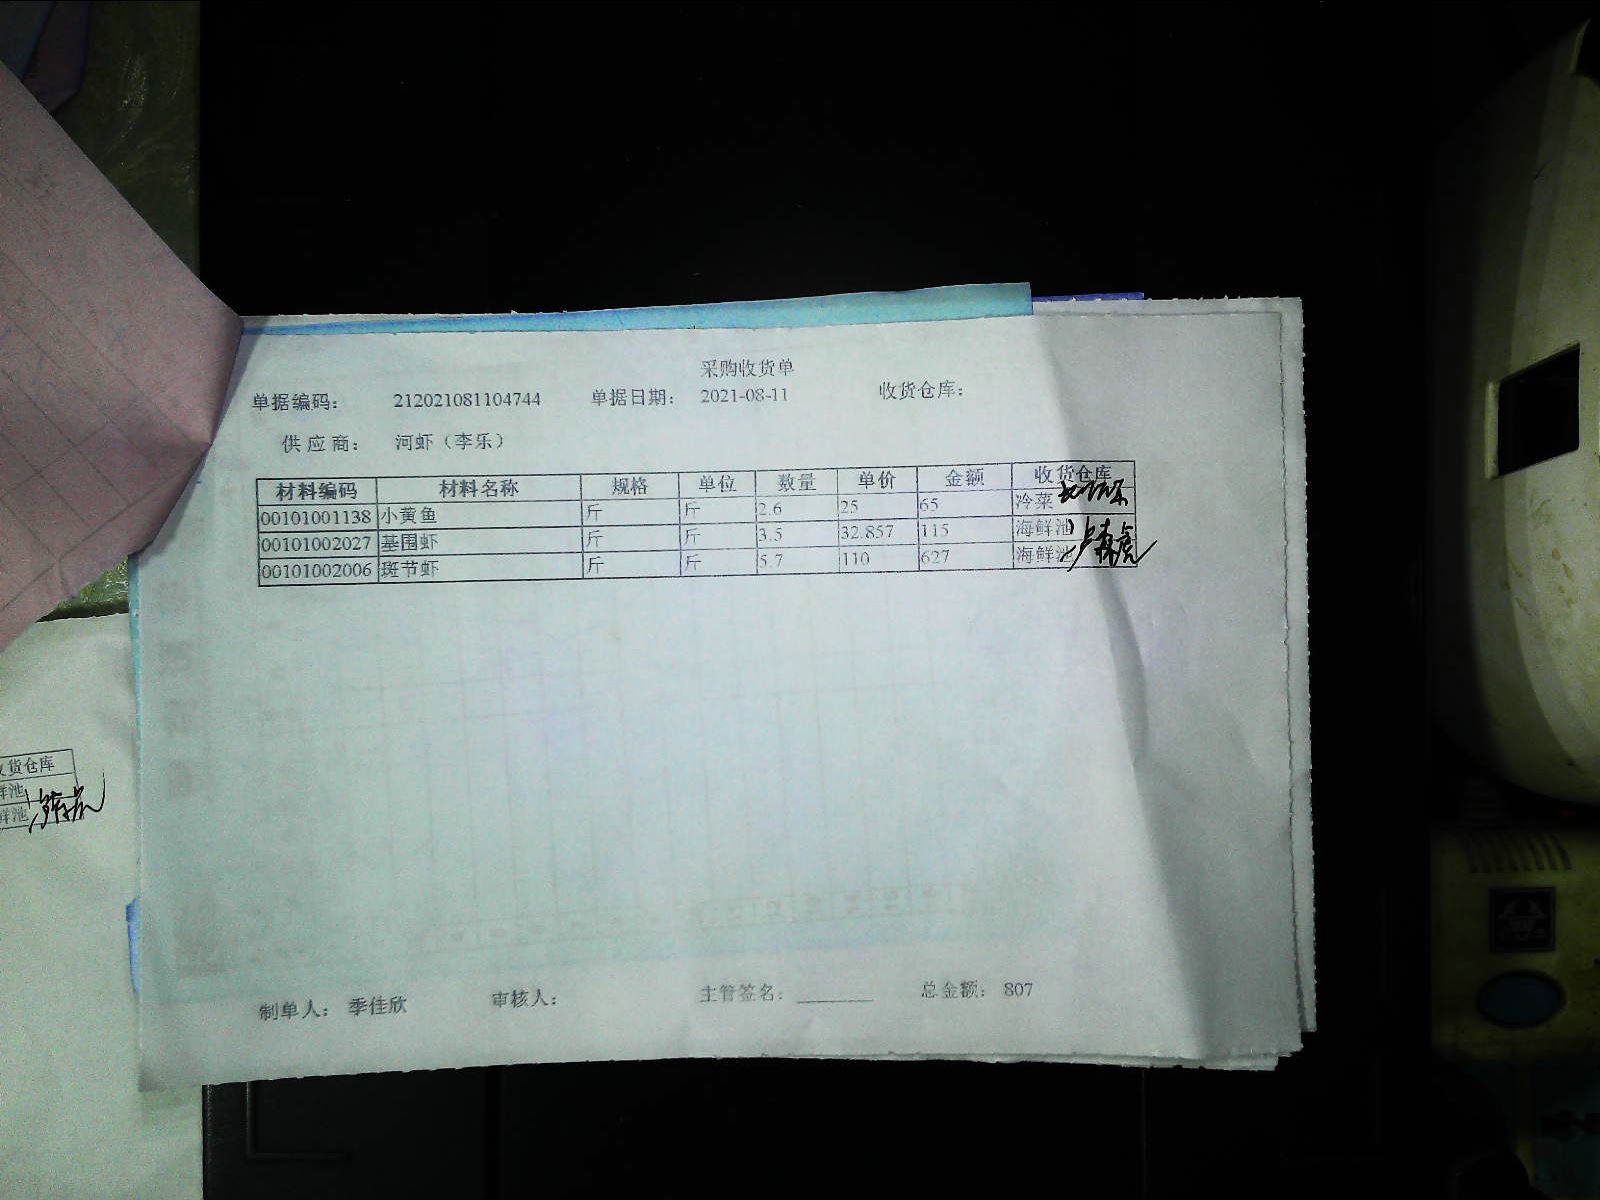 采购收货单
单据编码： 212021081104744 单据日期： 2021-08-11 收货仓库：
供应商： 河虾（李乐）
材料编码 材料名称 规格 单位 数量 单价 金额 收货仓库
00101001138 小黄鱼 斤 斤 2.6 25 65 冷菜
00101002027 基围虾 斤 斤 3.5 32.857 115 海鲜池
00101002006 斑节虾 斤 斤 5.7 110 627 海鲜池
制单人： 季佳欣 审核人： 主管签名： 总金额： 807
货仓库
鲜池
鲜池